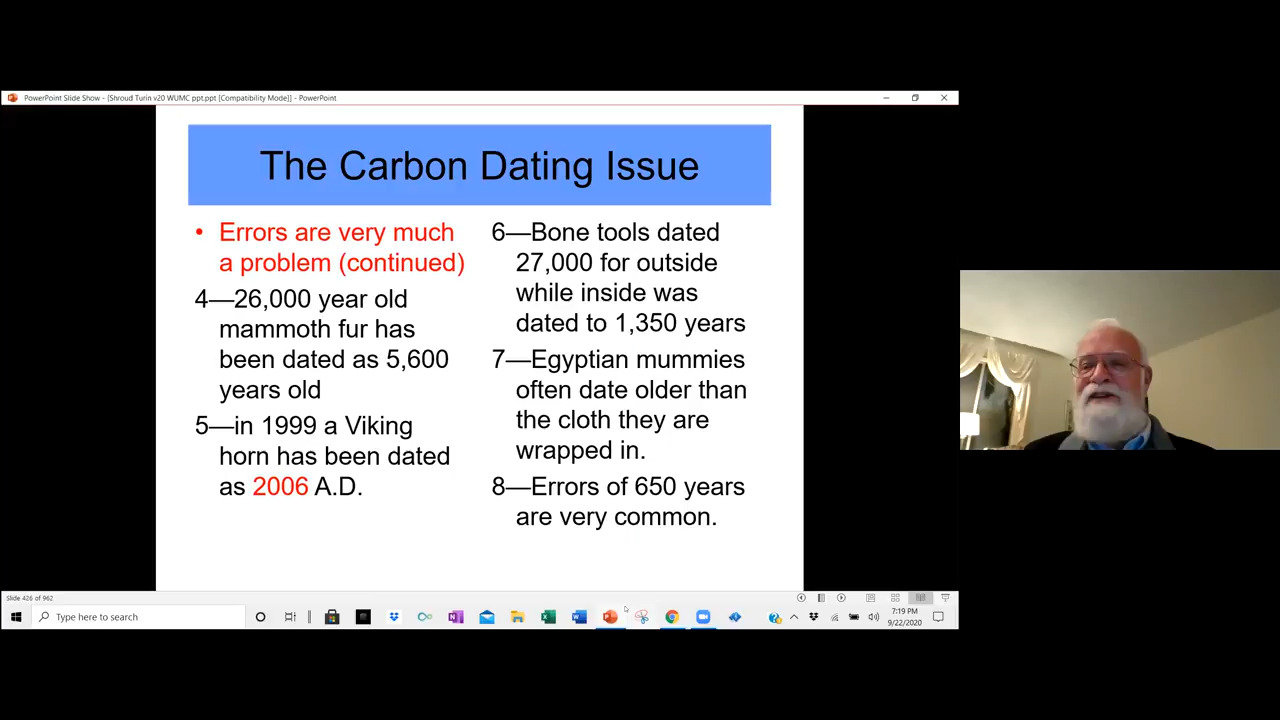 PowerPoint Slide Show - [Shroud Turin v20 WUMC ppt.ppt [Compatibility Mode]] - PowerPoint
The Carbon Dating Issue
• Errors are very much
a problem (continued)
4—26,000 year old
mammoth fur has
been dated as 5,600
years old
5—in 1999 a Viking
horn has been dated
as 2006 A.D.
6—Bone tools dated
27,000 for outside
while inside was
dated to 1,350 years
7—Egyptian mummies
often date older than
the cloth they are
wrapped in.
8—Errors of 650 years
are very common.
Slide 426 of 962
Type here to search
7:19 PM
9/22/2020